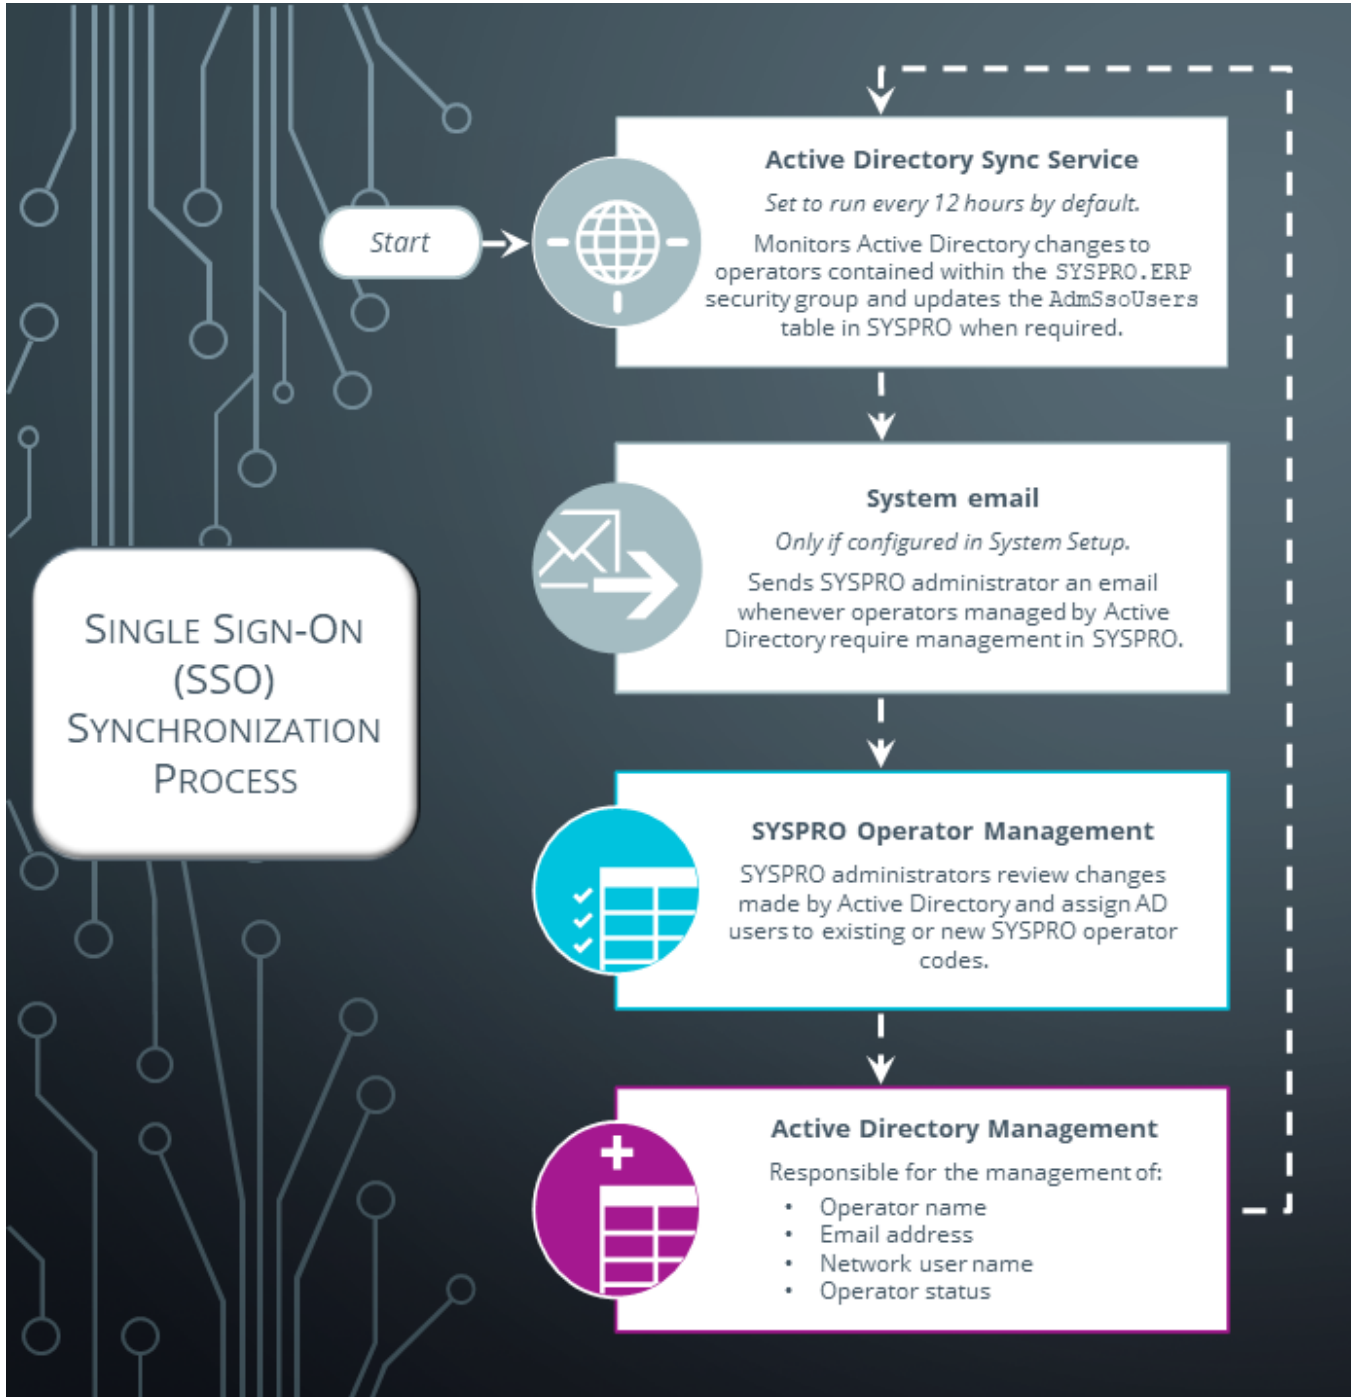 Start
Active Directory Sync Service
Set to run every 12 hours by default.
Monitors Active Directory changes to
operators contained within the SYSPRO.ERP
security group and updates the AdmSsoUsers
table in SYSPRO when required.
System email
Only if configured in System Setup.
Sends SYSPRO administrator an email
whenever operators managed by Active
Directory require management in SYSPRO.
SINGLE SIGN-ON
(SSO)
SYNCHRONIZATION
PROCESS
SYSPRO Operator Management
SYSPRO administrators review changes
made by Active Directory and assign AD
users to existing or new SYSPRO operator
codes.
Active Directory Management
Responsible for the management of:
• Operator name
• Email address
• Network user name
• Operator status